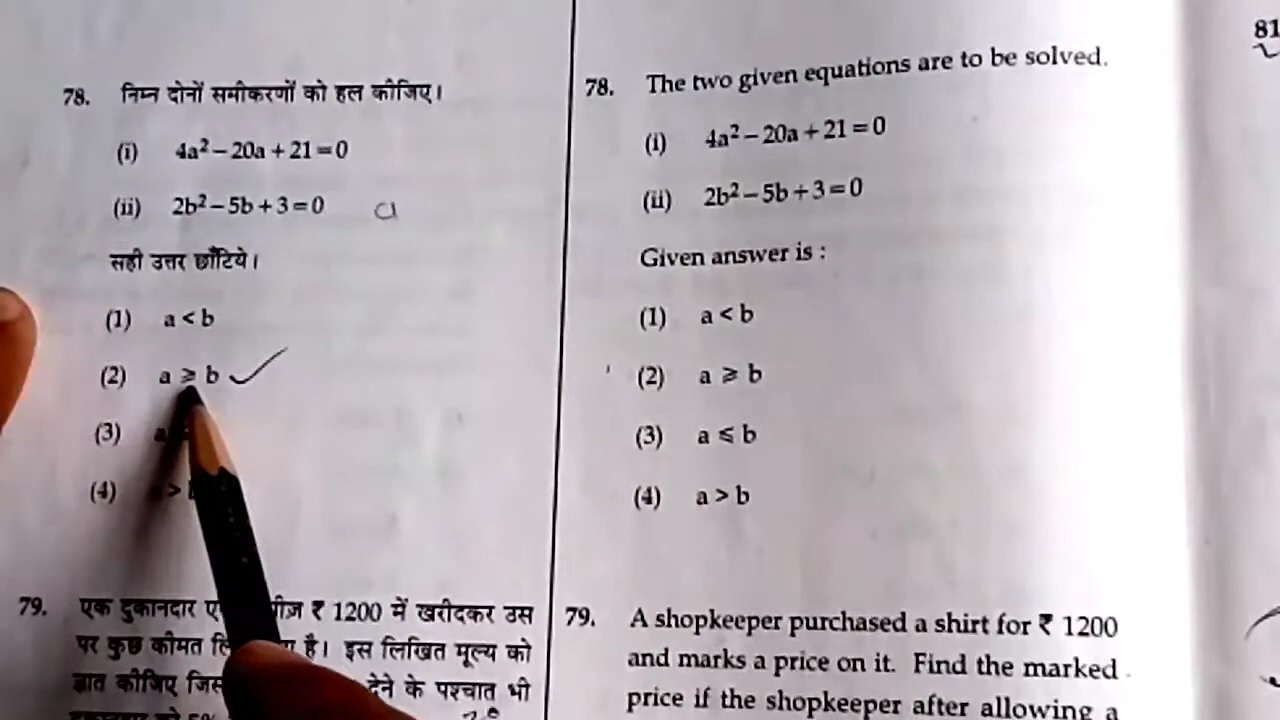 78. निम्न दोनों समीकरणों को हल कीजिए।
(i) 4a² – 20a + 21 = 0
(ii) 2b² – 5b + 3 = 0 a
सही उत्तर छाँटिये।
(1) a < b
(2) a ⩾ b ✓
(3) a
(4) >
79. एक दुकानदार ₹ 1200 में खरीदकर उस
पर कुछ कीमत है। इस लिखित मूल्य को
ज्ञात कीजिए देने के पश्चात भी
78. The two given equations are to be solved.
(i) 4a² – 20a + 21 = 0
(ii) 2b² – 5b + 3 = 0
Given answer is :
(1) a < b
(2) a ⩾ b
(3) a ⩽ b
(4) a > b
79. A shopkeeper purchased a shirt for ₹ 1200
and marks a price on it. Find the marked
price if the shopkeeper after allowing a
81